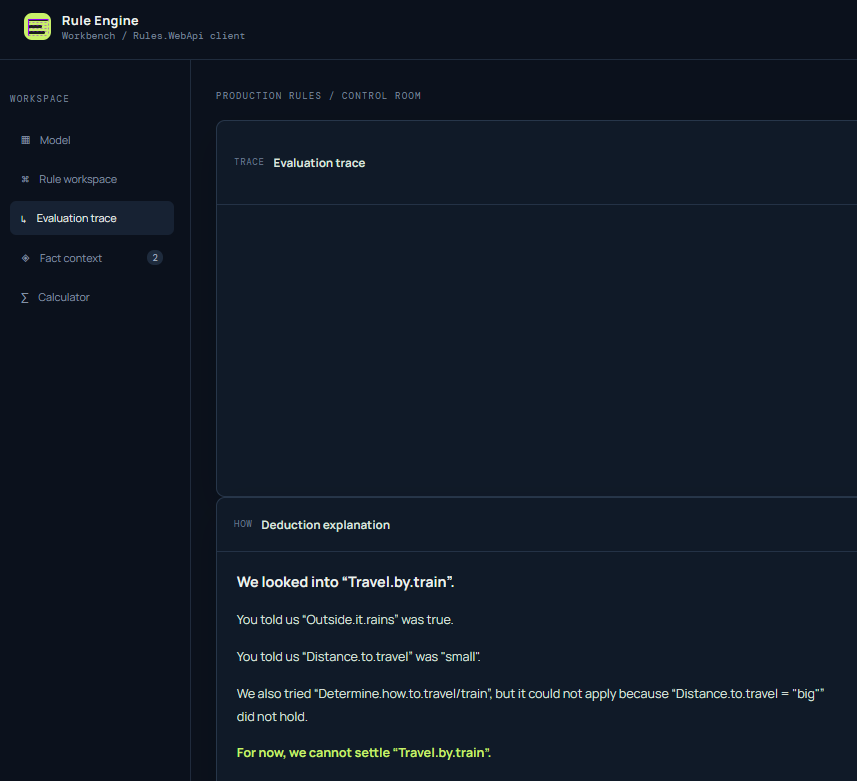 Rule Engine
Workbench / Rules.WebApi client
WORKSPACE
Model
Rule workspace
Evaluation trace
Fact context 2
Calculator
PRODUCTION RULES / CONTROL ROOM
TRACE Evaluation trace
HOW Deduction explanation
We looked into “Travel.by.train”.
You told us “Outside.it.rains” was true.
You told us “Distance.to.travel” was "small".
We also tried “Determine.how.to.travel/train”, but it could not apply because “Distance.to.travel = "big"”
did not hold.
For now, we cannot settle “Travel.by.train”.